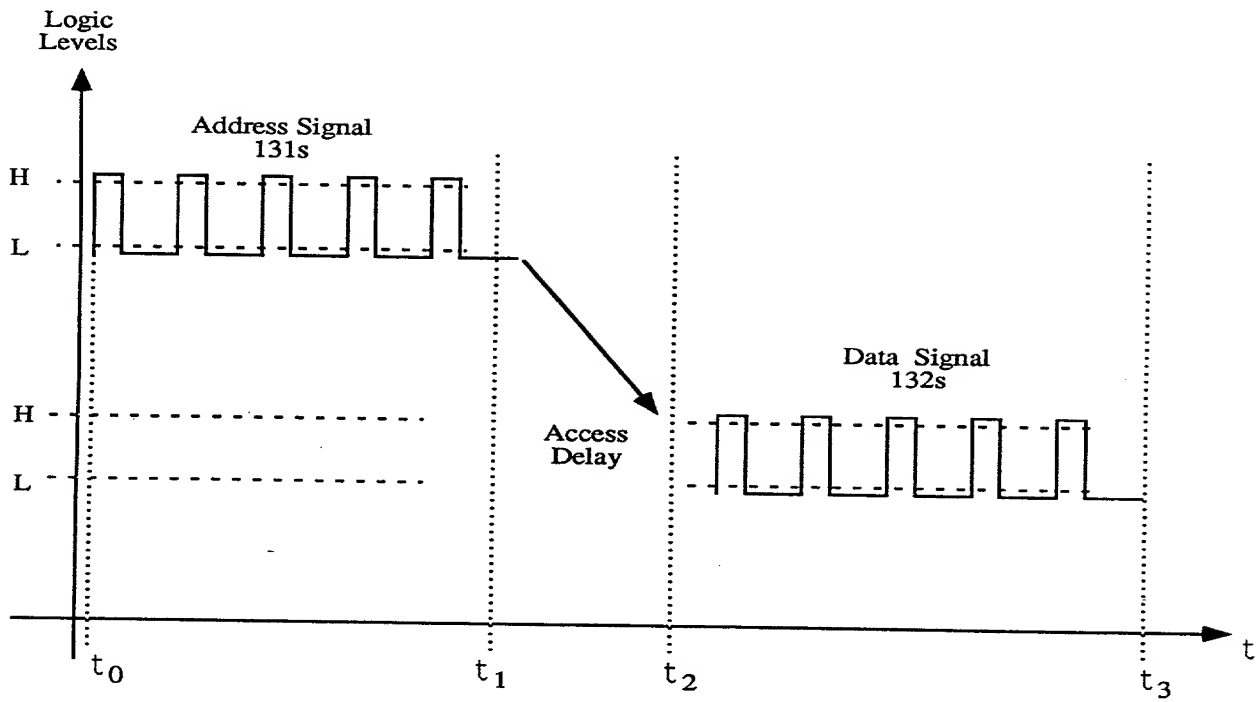 Logic
Levels
Address Signal
131s
H
L
Data Signal
132s
H
L
Access
Delay
t
t0
t1
t2
t3